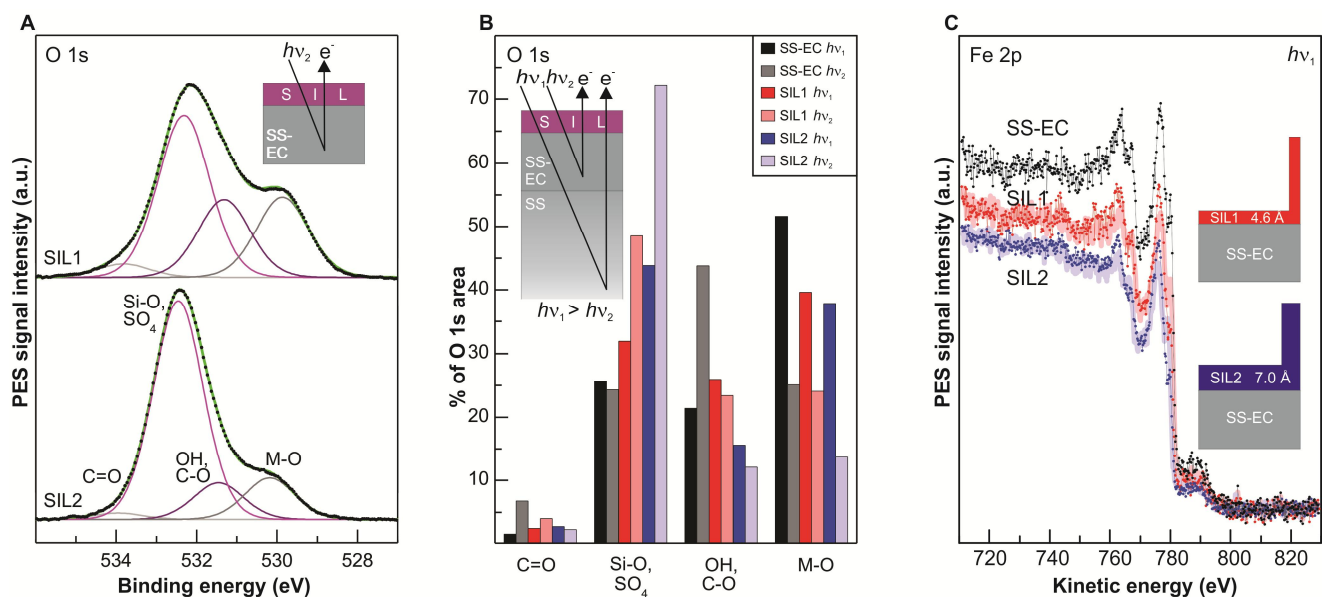 A
O 1s
hν₂ e⁻
S I L
SS-
EC
SIL1
Si-O,
SO₄
C=O
OH,
C-O
M-O
SIL2
PES signal intensity (a.u.)
534 532 530 528
Binding energy (eV)
B
O 1s
hν₁ hν₂ e⁻ e⁻
S I L
SS-
EC
SS
hν₁ > hν₂
SS-EC hν₁
SS-EC hν₂
SIL1 hν₁
SIL1 hν₂
SIL2 hν₁
SIL2 hν₂
% of O 1s area
70
60
50
40
30
20
10
C=O
Si-O,
SO₄
OH,
C-O
M-O
C
Fe 2p
hν₁
SS-EC
SIL1
SIL2
SIL1 4.6 Å
SS-EC
SIL2 7.0 Å
SS-EC
PES signal intensity (a.u.)
720 740 760 780 800 820
Kinetic energy (eV)